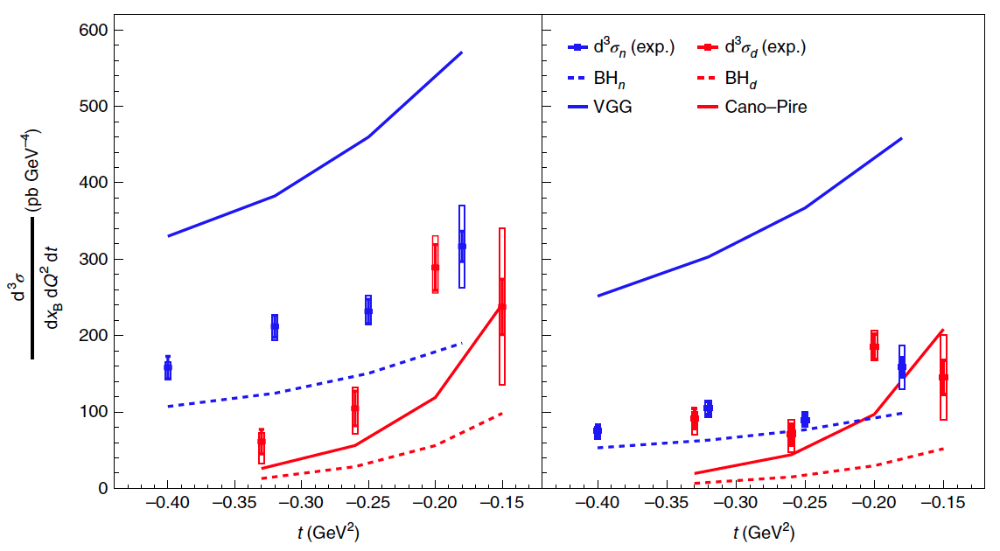 600
500
400
300
200
100
0
d³σ
dx_B dQ² dt
(pb GeV⁻⁴)
–0.40 –0.35 –0.30 –0.25 –0.20 –0.15
t (GeV²)
d³σₙ (exp.) d³σ_d (exp.)
BHₙ BH_d
VGG Cano–Pire
–0.40 –0.35 –0.30 –0.25 –0.20 –0.15
t (GeV²)